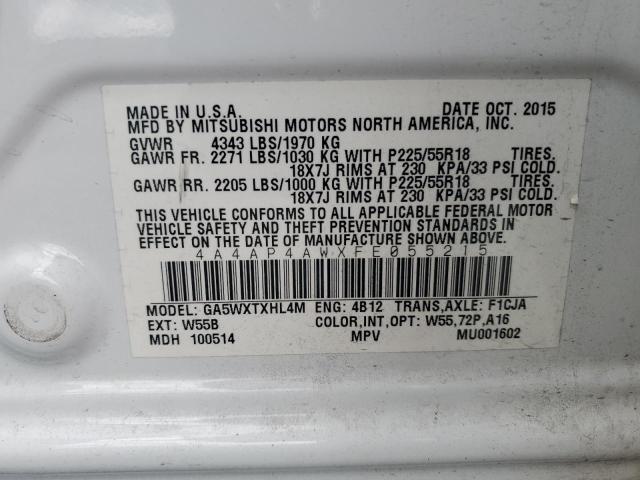 MADE IN U.S.A. DATE OCT. 2015
MFD BY MITSUBISHI MOTORS NORTH AMERICA, INC.
GVWR 4343 LBS/1970 KG
GAWR FR. 2271 LBS/1030 KG WITH P225/55R18 TIRES.
18X7J RIMS AT 230 KPA/33 PSI COLD.
GAWR RR. 2205 LBS/1000 KG WITH P225/55R18 TIRES.
18X7J RIMS AT 230 KPA/33 PSI COLD.
THIS VEHICLE CONFORMS TO ALL APPLICABLE FEDERAL MOTOR
VEHICLE SAFETY AND THEFT PREVENTION STANDARDS IN
EFFECT ON THE DATE OF MANUFACTURE SHOWN ABOVE.
4A4AP4AWXFE055215
MODEL: GA5WXTXHL4M ENG: 4B12 TRANS,AXLE: F1CJA
EXT: W55B COLOR,INT,OPT: W55,72P,A16
MDH 100514 MPV MU001602